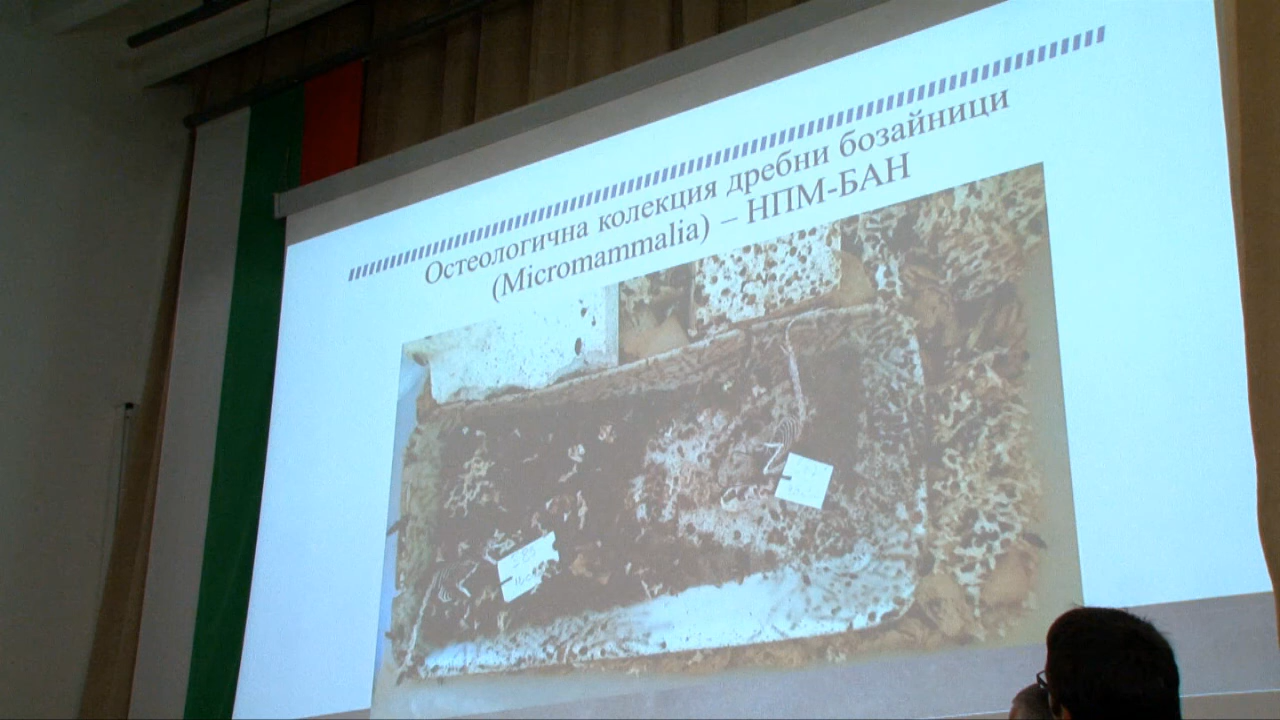 Остеологична колекция дребни бозайници
(Micromammalia) – НПМ-БАН